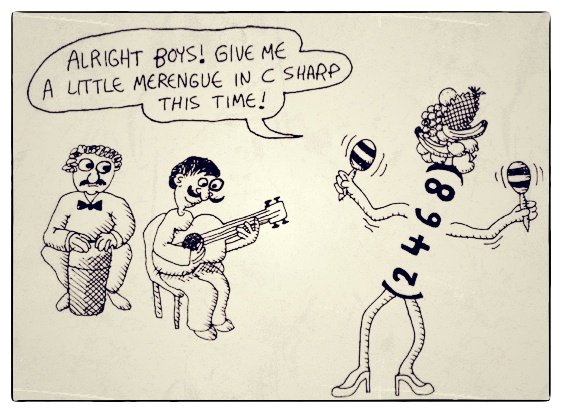 ALRIGHT BOYS! GIVE ME
A LITTLE MERENGUE IN C SHARP
THIS TIME!
(2468)